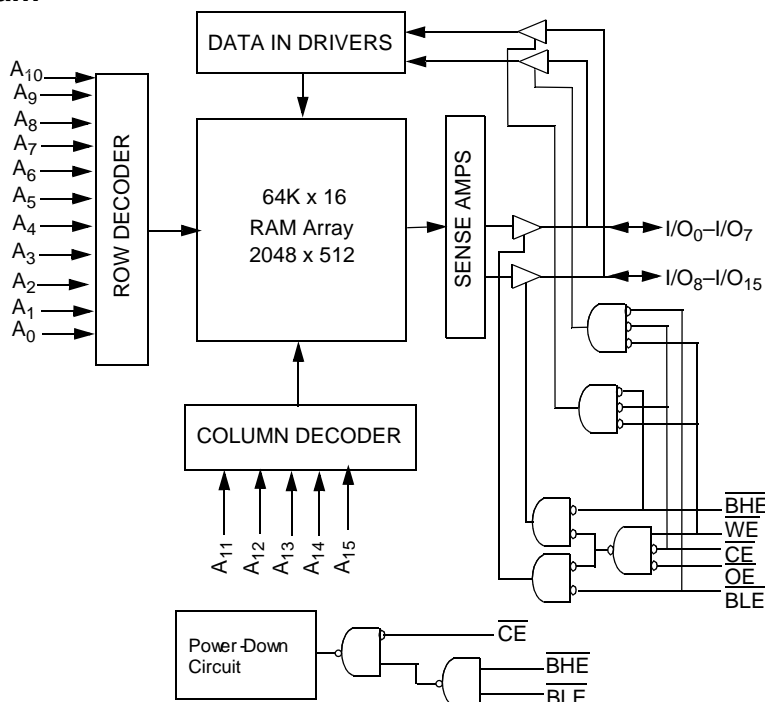 DATA IN DRIVERS
A10
A9
A8
A7
A6
A5
A4
A3
A2
A1
A0
ROW DECODER
64K x 16
RAM Array
2048 x 512
SENSE AMPS
I/O0–I/O7
I/O8–I/O15
COLUMN DECODER
A11
A12
A13
A14
A15
BHE
WE
CE
OE
BLE
Power-Down
Circuit
CE
BHE
BLE